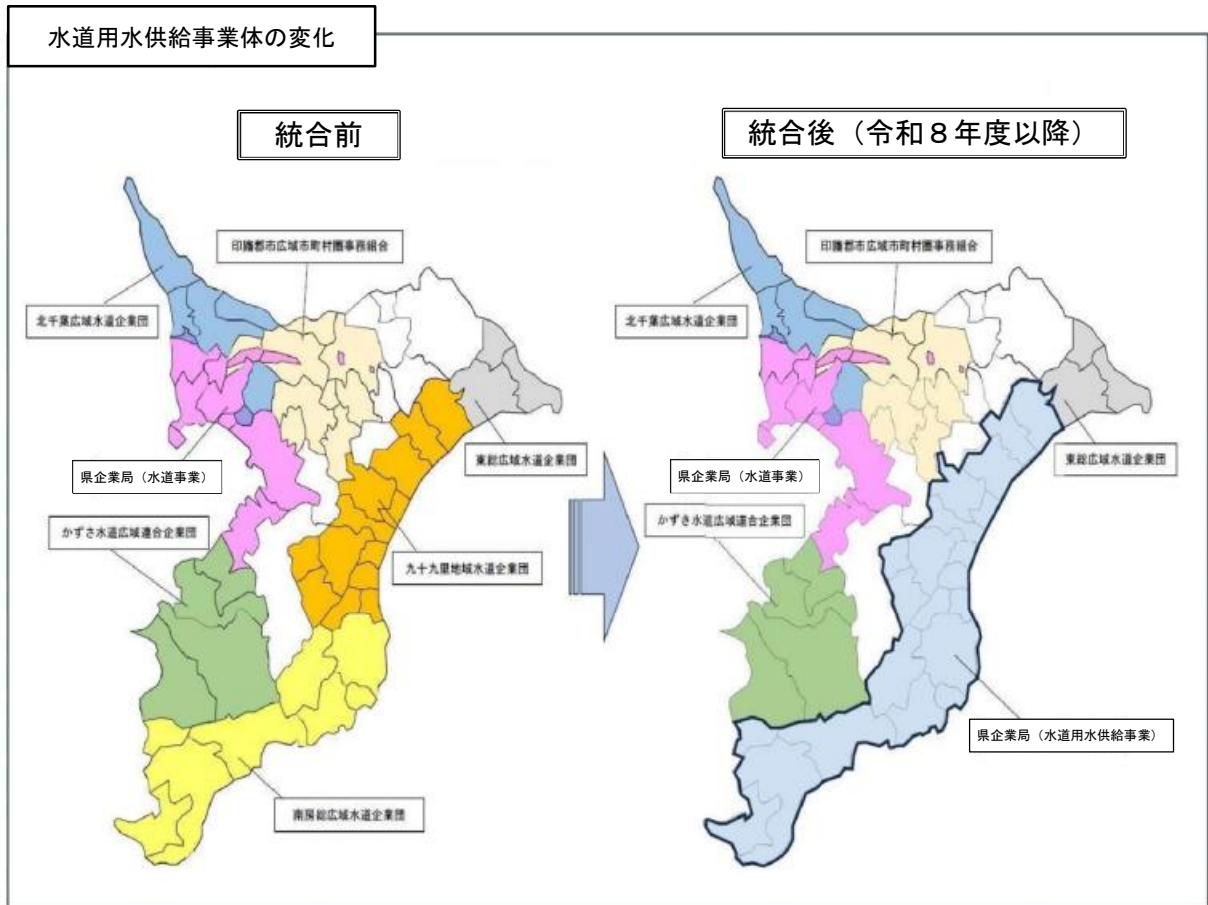 水道用水供給事業体の変化
統合前
印旛郡市広域市町村圏事務組合
北千葉広域水道企業団
県企業局（水道事業）
東総広域水道企業団
かずさ水道広域連合企業団
九十九里地域水道企業団
南房総広域水道企業団
統合後（令和８年度以降）
印旛郡市広域市町村圏事務組合
北千葉広域水道企業団
県企業局（水道事業）
東総広域水道企業団
かずさ水道広域連合企業団
県企業局（水道用水供給事業）